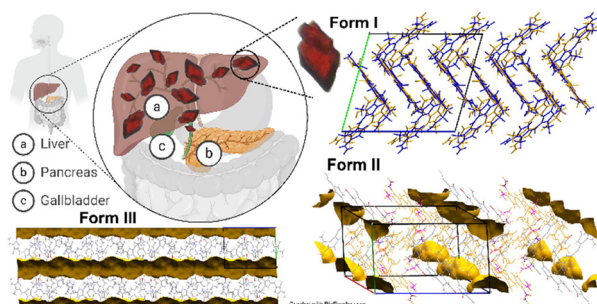 Form I
a
c
b
a Liver
b Pancreas
c Gallbladder
Form II
Form III